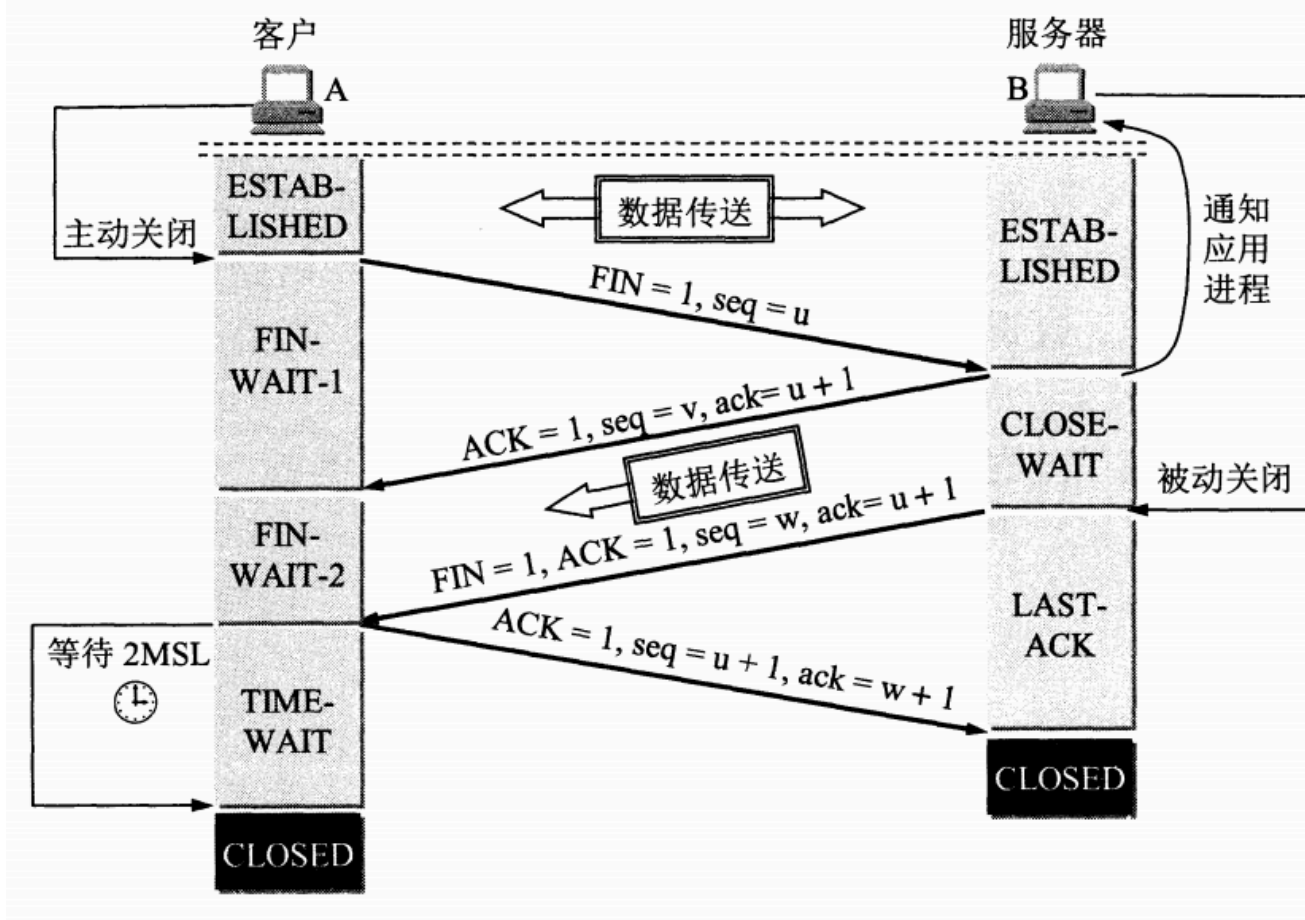 客户
服务器
A
B
ESTAB-
LISHED
数据传送
ESTAB-
LISHED
通知
应用
进程
主动关闭
FIN = 1, seq = u
FIN-
WAIT-1
ACK = 1, seq = v, ack= u + 1
CLOSE-
WAIT
数据传送
被动关闭
FIN-
WAIT-2
FIN = 1, ACK = 1, seq = w, ack= u + 1
LAST-
ACK
ACK = 1, seq = u + 1, ack = w + 1
等待 2MSL
TIME-
WAIT
CLOSED
CLOSED